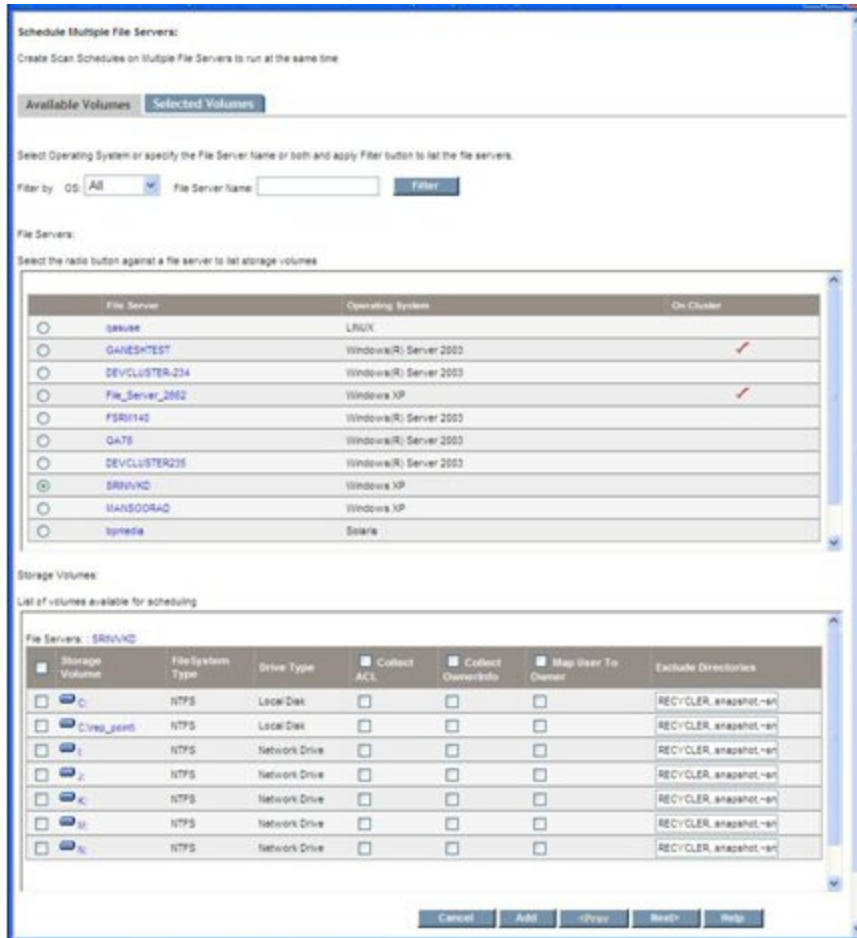 Schedule Multiple File Servers:
Create Scan Schedules on Multiple File Servers to run at the same time
Available Volumes Selected Volumes
Select Operating System or specify the File Server Name or both and apply Filter button to list the file servers.
Filter by OS: All File Server Name: Filter
File Servers:
Select the radio button against a file server to list storage volumes
File Server Operating System On Cluster
qasuse LINUX
GANESHTEST Windows(R) Server 2003
DEVCLUSTER-234 Windows(R) Server 2003
File_Server_2662 Windows XP
FSRM140 Windows(R) Server 2003
QA78 Windows(R) Server 2003
DEVCLUSTER235 Windows(R) Server 2003
SRINIVKD Windows XP
MANSOORAD Windows XP
bpmedia Solaris
Storage Volumes:
List of volumes available for scheduling
File Servers: : SRINIVKD
Storage Volume FileSystem Type Drive Type Collect ACL Collect OwnerInfo Map User To Owner Exclude Directories
C: NTFS Local Disk RECYCLER, snapshot,~sn
C:\rep_point\ NTFS Local Disk RECYCLER, snapshot,~sn
I: NTFS Network Drive RECYCLER, snapshot,~sn
J: NTFS Network Drive RECYCLER, snapshot,~sn
K: NTFS Network Drive RECYCLER, snapshot,~sn
M: NTFS Network Drive RECYCLER, snapshot,~sn
N: NTFS Network Drive RECYCLER, snapshot,~sn
Cancel Add <Prev Next> Help